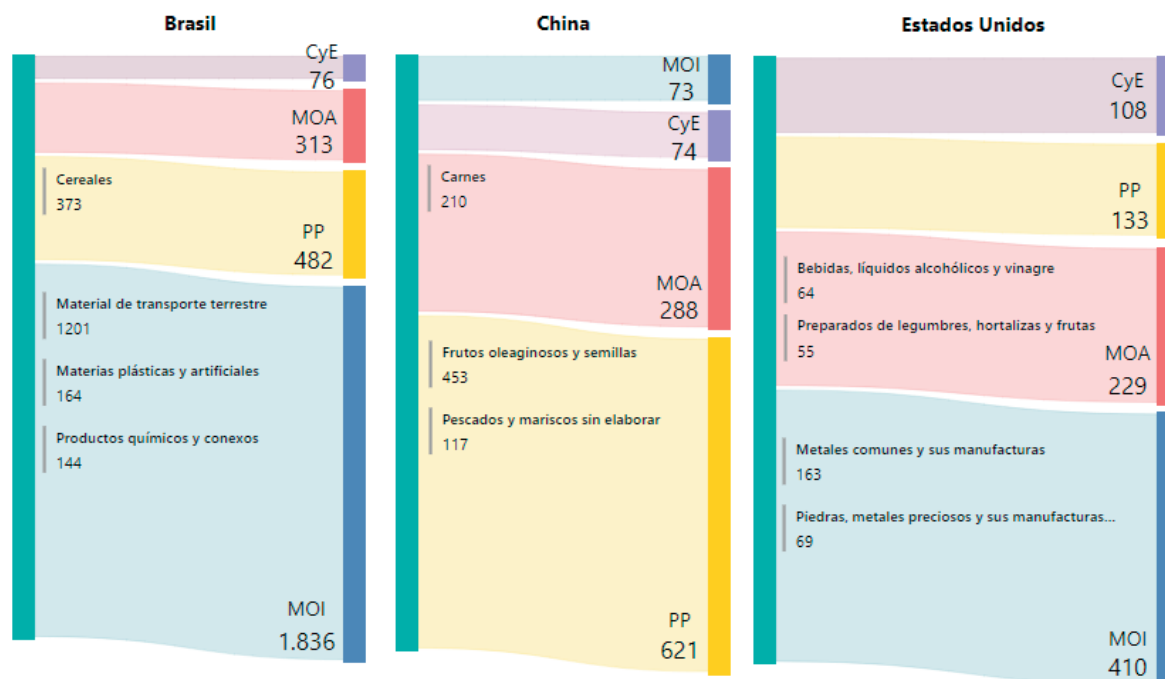 Brasil
CyE
76
MOA
313
Cereales
373
PP
482
Material de transporte terrestre
1201
Materias plásticas y artificiales
164
Productos químicos y conexos
144
MOI
1.836
China
MOI
73
CyE
74
Carnes
210
MOA
288
Frutos oleaginosos y semillas
453
Pescados y mariscos sin elaborar
117
PP
621
Estados Unidos
CyE
108
PP
133
Bebidas, líquidos alcohólicos y vinagre
64
Preparados de legumbres, hortalizas y frutas
55
MOA
229
Metales comunes y sus manufacturas
163
Piedras, metales preciosos y sus manufacturas...
69
MOI
410